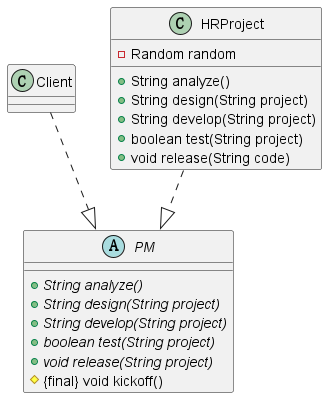 C HRProject
Random random
String analyze()
String design(String project)
String develop(String project)
boolean test(String project)
void release(String code)
C Client
A PM
String analyze()
String design(String project)
String develop(String project)
boolean test(String project)
void release(String project)
{final} void kickoff()